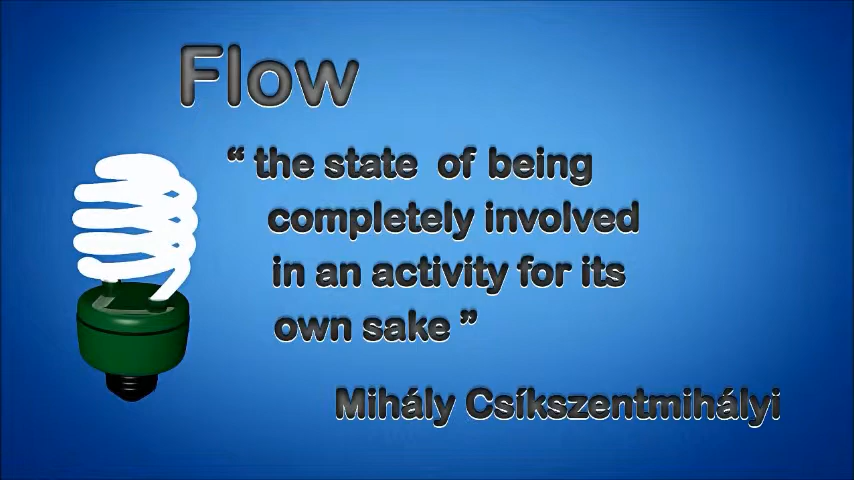 Flow
“ the state of being
completely involved
in an activity for its
own sake ”
Mihály Csíkszentmihályi